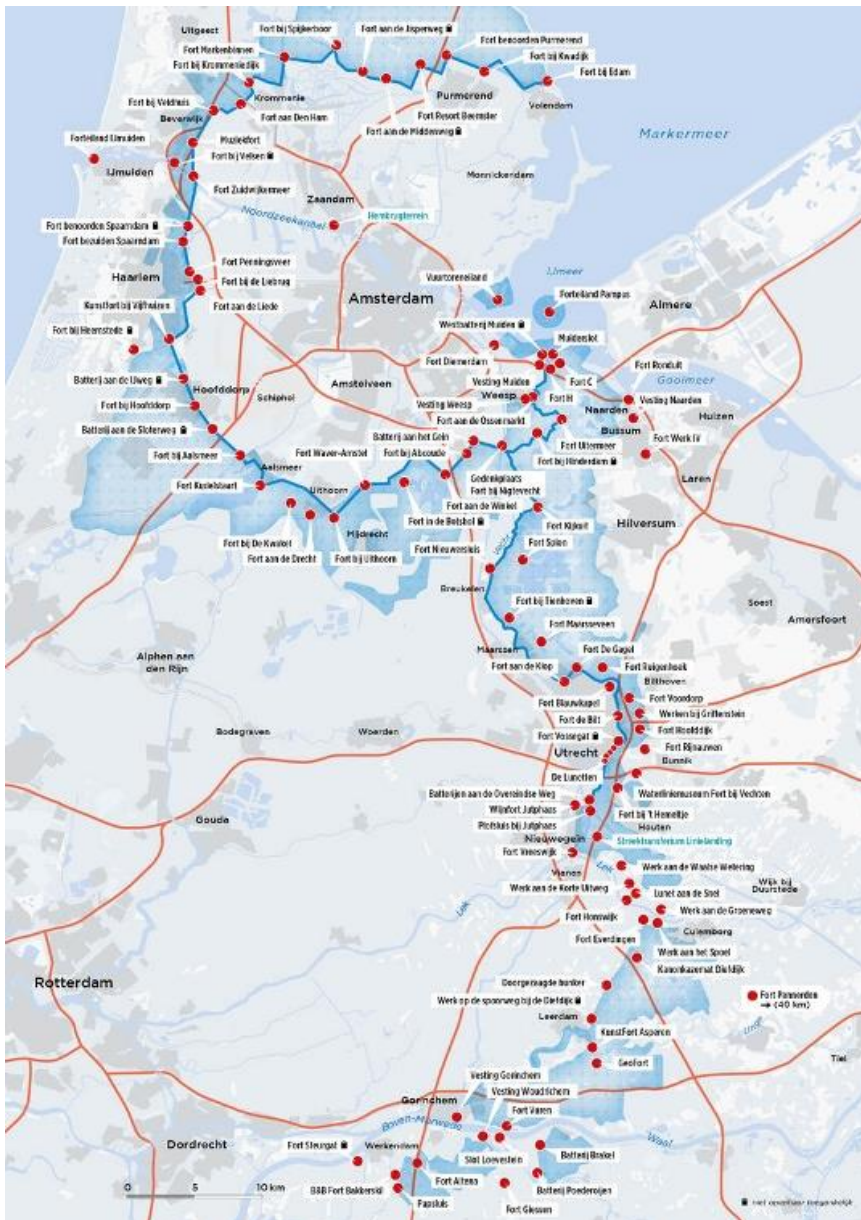 Uitgeest
Fort bij Spijkerboor
Fort aan de Jisperweg
Fort benoorden Purmerend
Fort Markenbinnen
Fort bij Kwadijk
Fort bij Krommeniedijk
Fort bij Edam
Krommenie
Purmerend
Fort bij Veldhuis
Fort Resort Beemster
Volendam
Beverwijk
Fort aan Den Ham
Fort aan de Middenweg
Markermeer
Forteiland IJmuiden
Muziekfort
Fort bij Velsen
IJmuiden
Monnickendam
Fort Zuidwijkermeer
Zaandam
Noordzeekanaal
Hembrugterrein
Fort benoorden Spaarndam
Fort bezuiden Spaarndam
Fort Penningsveer
Haarlem
Fort bij de Liebrug
Vuurtoreneiland
IJmeer
Forteiland Pampus
Almere
Amsterdam
Kunstfort bij Vijfhuizen
Fort aan de Liede
Westbatterij Muiden
Muiderslot
Fort bij Heemstede
Fort Diemerdam
Fort Ronduit
Gooimeer
Batterij aan de IJweg
Hoofddorp
Schiphol
Amstelveen
Vesting Muiden
Fort C
Weesp
Fort H
Vesting Naarden
Naarden
Huizen
Fort bij Hoofddorp
Vesting Weesp
Fort aan de Ossenmarkt
Bussum
Batterij aan de Sloterweg
Batterij aan het Gein
Fort Uitermeer
Fort Werk IV
Fort bij Aalsmeer
Fort Waver-Amstel
Fort bij Abcoude
Fort bij Hinderdam
Aalsmeer
Laren
Fort Kudelstaart
Uithoorn
Gedenkplaats
Fort bij Nigtevecht
Fort aan de Winkel
Fort in de Botshol
Hilversum
Mijdrecht
Fort bij De Kwakel
Fort aan de Drecht
Fort bij Uithoorn
Fort Nieuwersluis
Fort Kijkuit
Vecht
Fort Spion
Breukelen
Fort bij Tienhoven
Soest
Amersfoort
Fort Maarsseveen
Maarssen
Alphen aan
den Rijn
Fort De Gagel
Fort aan de Klop
Fort Ruigenhoek
Bilthoven
Fort Blauwkapel
Fort Voordorp
Fort de Bilt
Werken bij Griftenstein
Bodegraven
Woerden
Fort Vossegat
Fort Hoofddijk
Utrecht
Fort Rijnauwen
Bunnik
De Lunetten
Batterijen aan de Overeindse Weg
Waterliniemuseum Fort bij Vechten
Wijnfort Jutphaas
Fort bij 't Hemeltje
Gouda
Plofsluis bij Jutphaas
Houten
Nieuwegein
Streektransferium Linielanding
Fort Vreeswijk
Vianen
Lek
Werk aan de Waalse Wetering
Werk aan de Korte Uitweg
Lunet aan de Snel
Wijk bij
Duurstede
Lek
Werk aan de Groeneweg
Fort Honswijk
Culemborg
Fort Everdingen
Werk aan het Spoel
Kanonkazemat Diefdijk
Rotterdam
Doorgezaagde bunker
Werk op de spoorweg bij de Diefdijk
Fort Pannerden
→ (40 km)
Leerdam
KunstFort Asperen
Linge
Tiel
GeoFort
Vesting Gorinchem
Vesting Woudrichem
Gorinchem
Fort Vuren
Boven-Merwede
Waal
Dordrecht
Fort Steurgat
Werkendam
Slot Loevestein
Batterij Brakel
Fort Altena
B&B Fort Bakkerskil
Batterij Poederoijen
0 5 10 km
Papsluis
Fort Giessen
niet openbaar toegankelijk